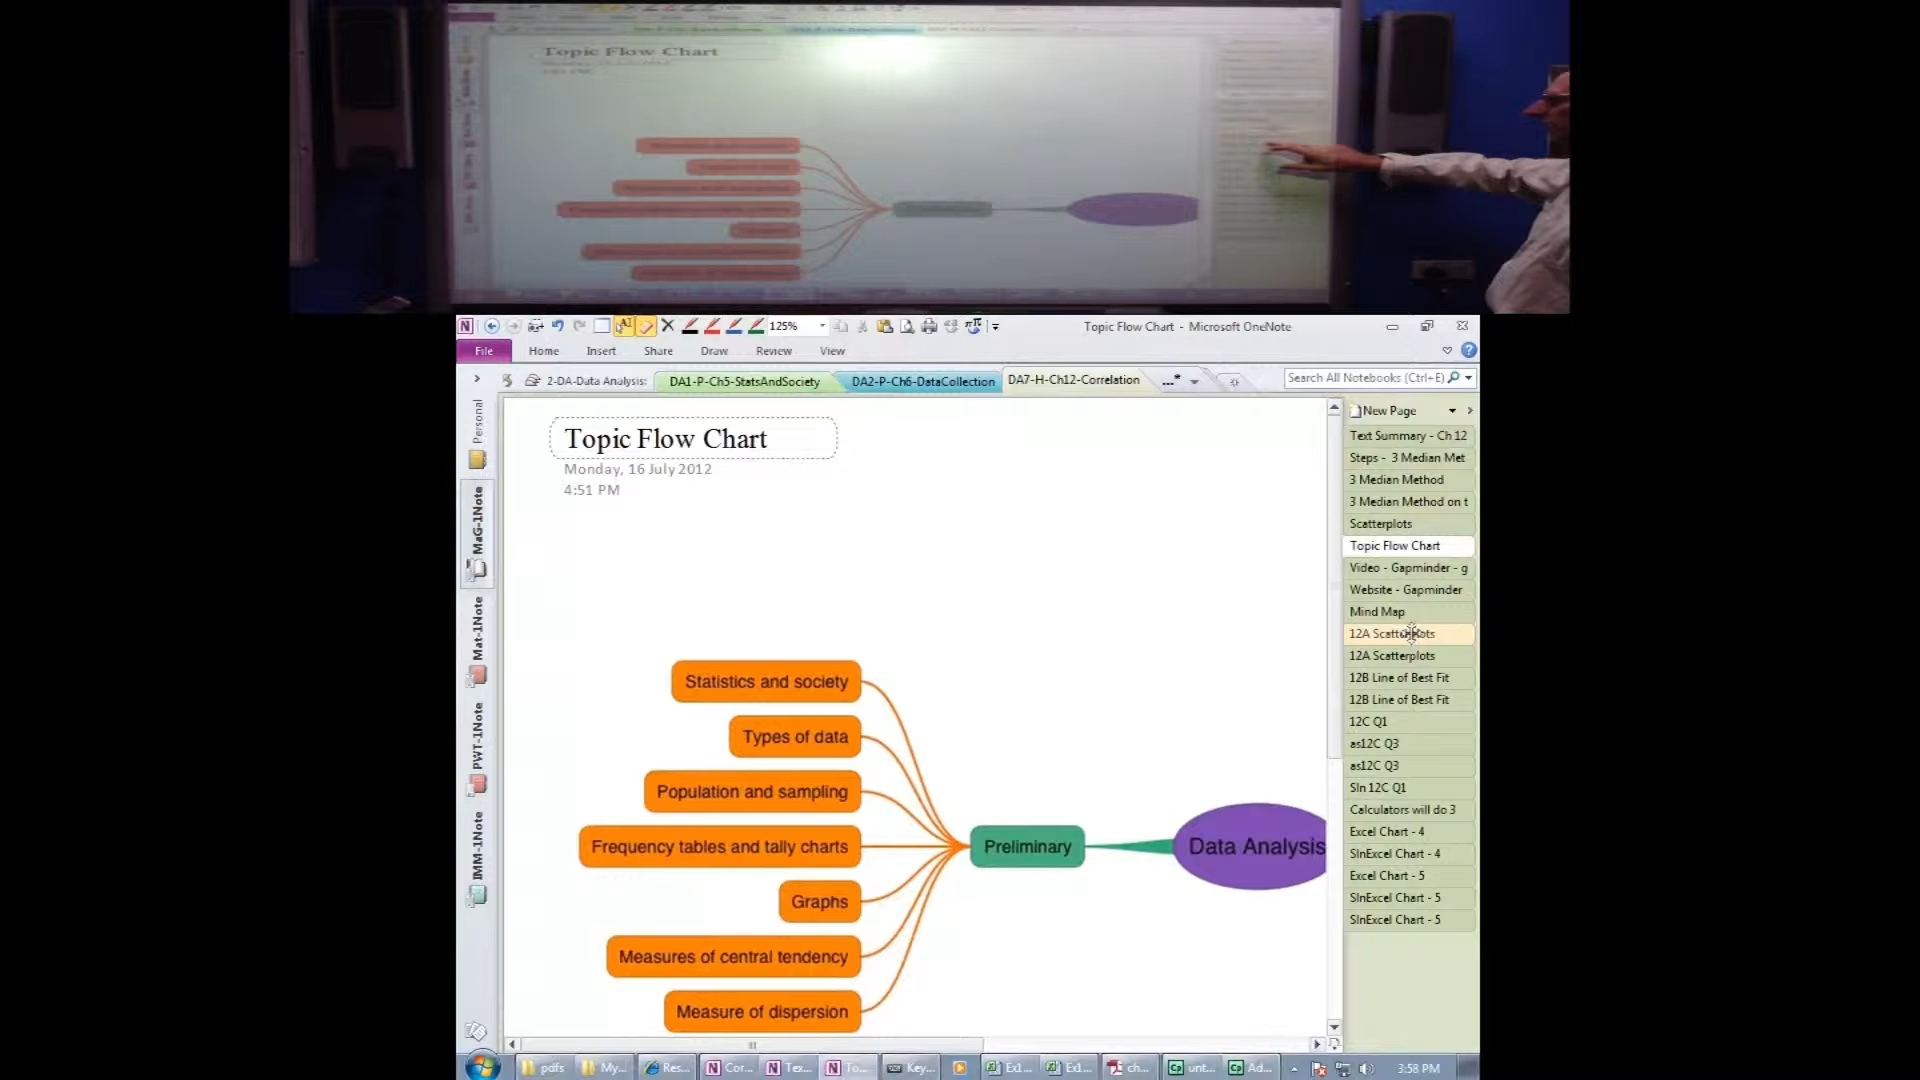 Topic Flow Chart
125%
Topic Flow Chart - Microsoft OneNote
File
Home
Insert
Share
Draw
Review
View
2-DA-Data Analysis:
DA1-P-Ch5-StatsAndSociety
DA2-P-Ch6-DataCollection
DA7-H-Ch12-Correlation
...*
Search All Notebooks (Ctrl+E)
Personal
MaG-1Note
Mat-1Note
PWT-1Note
IMM-1Note
Topic Flow Chart
Monday, 16 July 2012
4:51 PM
Statistics and society
Types of data
Population and sampling
Frequency tables and tally charts
Graphs
Measures of central tendency
Measure of dispersion
Preliminary
Data Analysis
New Page
Text Summary - Ch 12
Steps - 3 Median Met
3 Median Method
3 Median Method on t
Scatterplots
Topic Flow Chart
Video - Gapminder - g
Website - Gapminder
Mind Map
12A Scatterplots
12A Scatterplots
12B Line of Best Fit
12B Line of Best Fit
12C Q1
as12C Q3
as12C Q3
Sln 12C Q1
Calculators will do 3
Excel Chart - 4
SlnExcel Chart - 4
Excel Chart - 5
SlnExcel Chart - 5
SlnExcel Chart - 5
pdfs
My...
Res...
Cor...
Tex...
To...
Key...
Ex1...
Ex1...
ch...
unt...
Ad...
3:58 PM